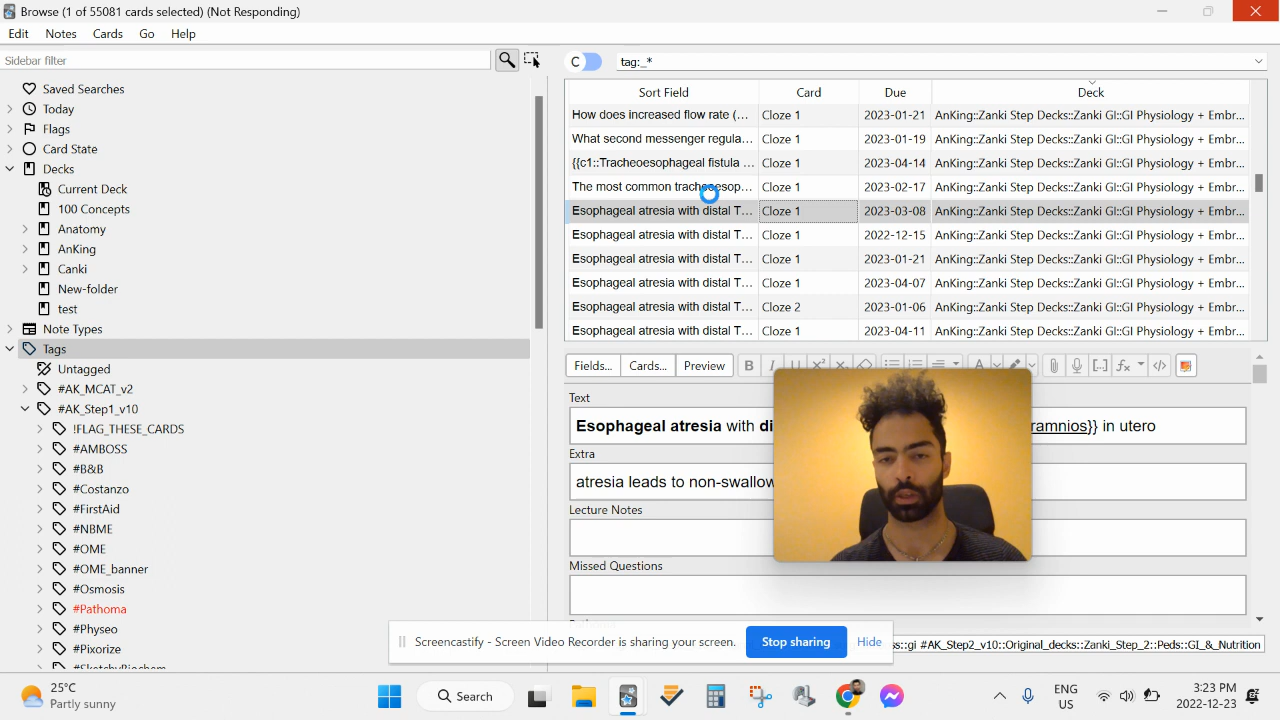 Browse (1 of 55081 cards selected) (Not Responding)
Edit Notes Cards Go Help
Sidebar filter
Saved Searches
Today
Flags
Card State
Decks
Current Deck
100 Concepts
Anatomy
AnKing
Canki
New-folder
test
Note Types
Tags
Untagged
#AK_MCAT_v2
#AK_Step1_v10
!FLAG_THESE_CARDS
#AMBOSS
#B&B
#Costanzo
#FirstAid
#NBME
#OME
#OME_banner
#Osmosis
#Pathoma
#Physeo
#Pixorize
#SketchyBiochem
C tag:_*
Sort Field Card Due Deck
How does increased flow rate (... Cloze 1 2023-01-21 AnKing::Zanki Step Decks::Zanki GI::GI Physiology + Embr...
What second messenger regula... Cloze 1 2023-01-19 AnKing::Zanki Step Decks::Zanki GI::GI Physiology + Embr...
{{c1::Tracheoesophageal fistula ... Cloze 1 2023-04-14 AnKing::Zanki Step Decks::Zanki GI::GI Physiology + Embr...
The most common tracheoesop... Cloze 1 2023-02-17 AnKing::Zanki Step Decks::Zanki GI::GI Physiology + Embr...
Esophageal atresia with distal T... Cloze 1 2023-03-08 AnKing::Zanki Step Decks::Zanki GI::GI Physiology + Embr...
Esophageal atresia with distal T... Cloze 1 2022-12-15 AnKing::Zanki Step Decks::Zanki GI::GI Physiology + Embr...
Esophageal atresia with distal T... Cloze 1 2023-01-21 AnKing::Zanki Step Decks::Zanki GI::GI Physiology + Embr...
Esophageal atresia with distal T... Cloze 1 2023-04-07 AnKing::Zanki Step Decks::Zanki GI::GI Physiology + Embr...
Esophageal atresia with distal T... Cloze 2 2023-01-06 AnKing::Zanki Step Decks::Zanki GI::GI Physiology + Embr...
Esophageal atresia with distal T... Cloze 1 2023-04-11 AnKing::Zanki Step Decks::Zanki GI::GI Physiology + Embr...
Fields... Cards... Preview B I U X² X₂ A [...] fx </>
Text
Esophageal atresia with di ramnios}} in utero
Extra
atresia leads to non-swallow
Lecture Notes
Missed Questions
Screencastify - Screen Video Recorder is sharing your screen. Stop sharing Hide
ss::gi #AK_Step2_v10::Original_decks::Zanki_Step_2::Peds::GI_&_Nutrition
25°C
Partly sunny
Search
ENG
US
3:23 PM
2022-12-23